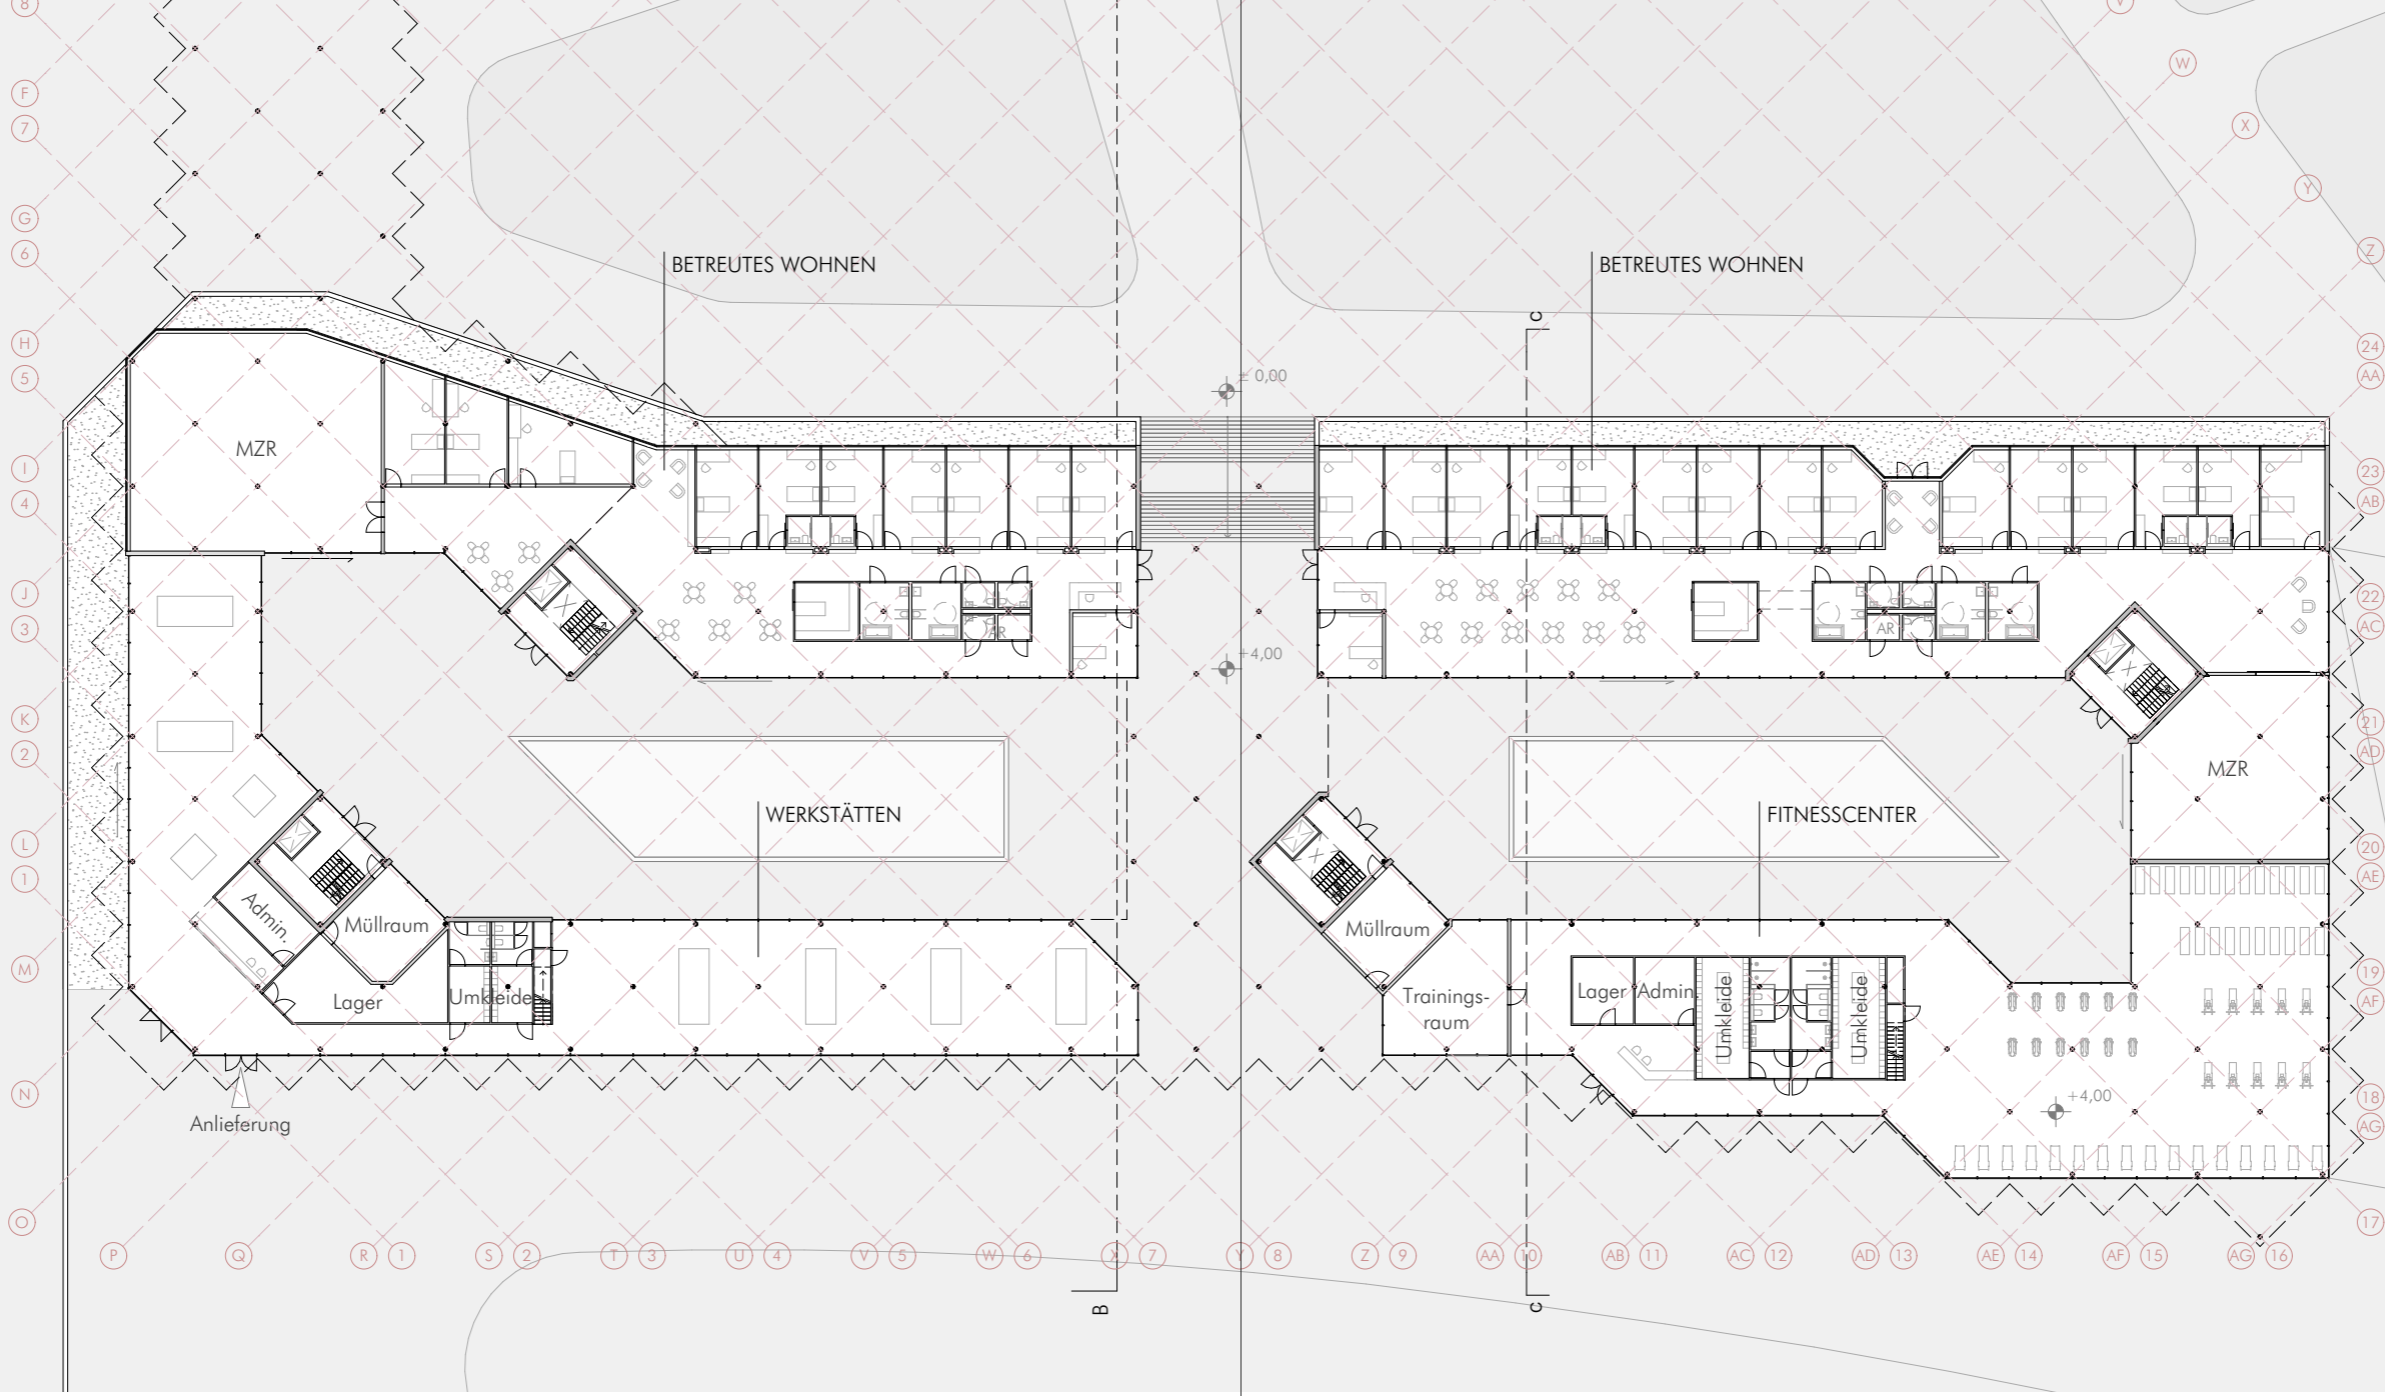 8
V
W
F
7
X
Y
G
6
Z
BETREUTES WOHNEN
BETREUTES WOHNEN
C
H
5
24
AA
± 0,00
MZR
I
4
23
AB
J
3
22
AC
AR
AR
+4,00
K
2
21
AD
MZR
WERKSTÄTTEN
FITNESSCENTER
L
1
20
AE
Admin.
Müllraum
Müllraum
M
19
AF
Lager
Umkleide
Trainings-
raum
Lager
Admin.
Umkleide
Umkleide
N
18
AG
+4,00
Anlieferung
O
17
P
Q
R 1
S 2
T 3
U 4
V 5
W 6
X 7
Y 8
Z 9
AA 10
AB 11
AC 12
AD 13
AE 14
AF 15
AG 16
B
C